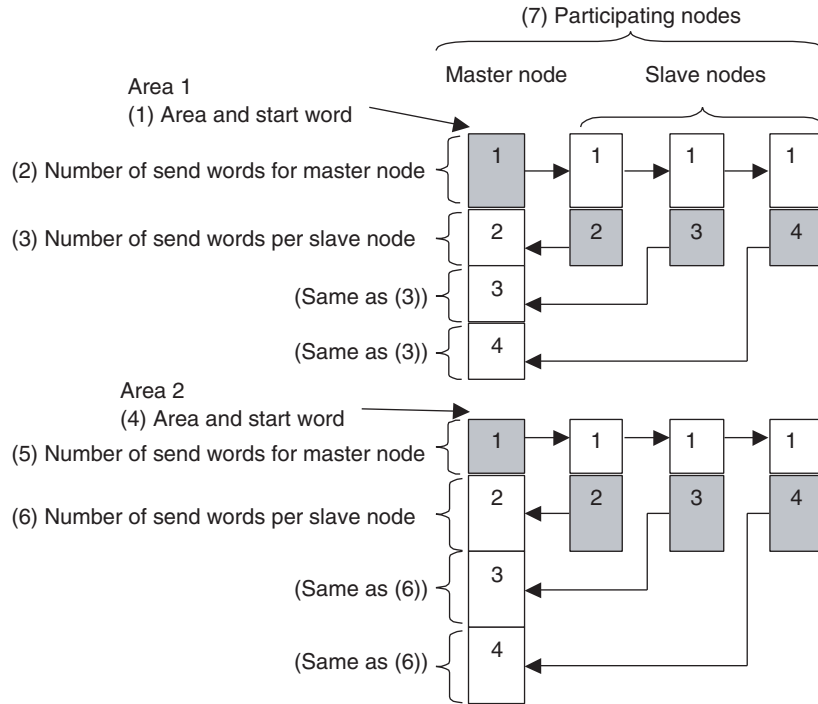 (7) Participating nodes
Master node Slave nodes
Area 1
(1) Area and start word
(2) Number of send words for master node
1 1 1 1
(3) Number of send words per slave node
2 2 3 4
(Same as (3))
3
(Same as (3))
4
Area 2
(4) Area and start word
(5) Number of send words for master node
1 1 1 1
(6) Number of send words per slave node
2 2 3 4
(Same as (6))
3
(Same as (6))
4